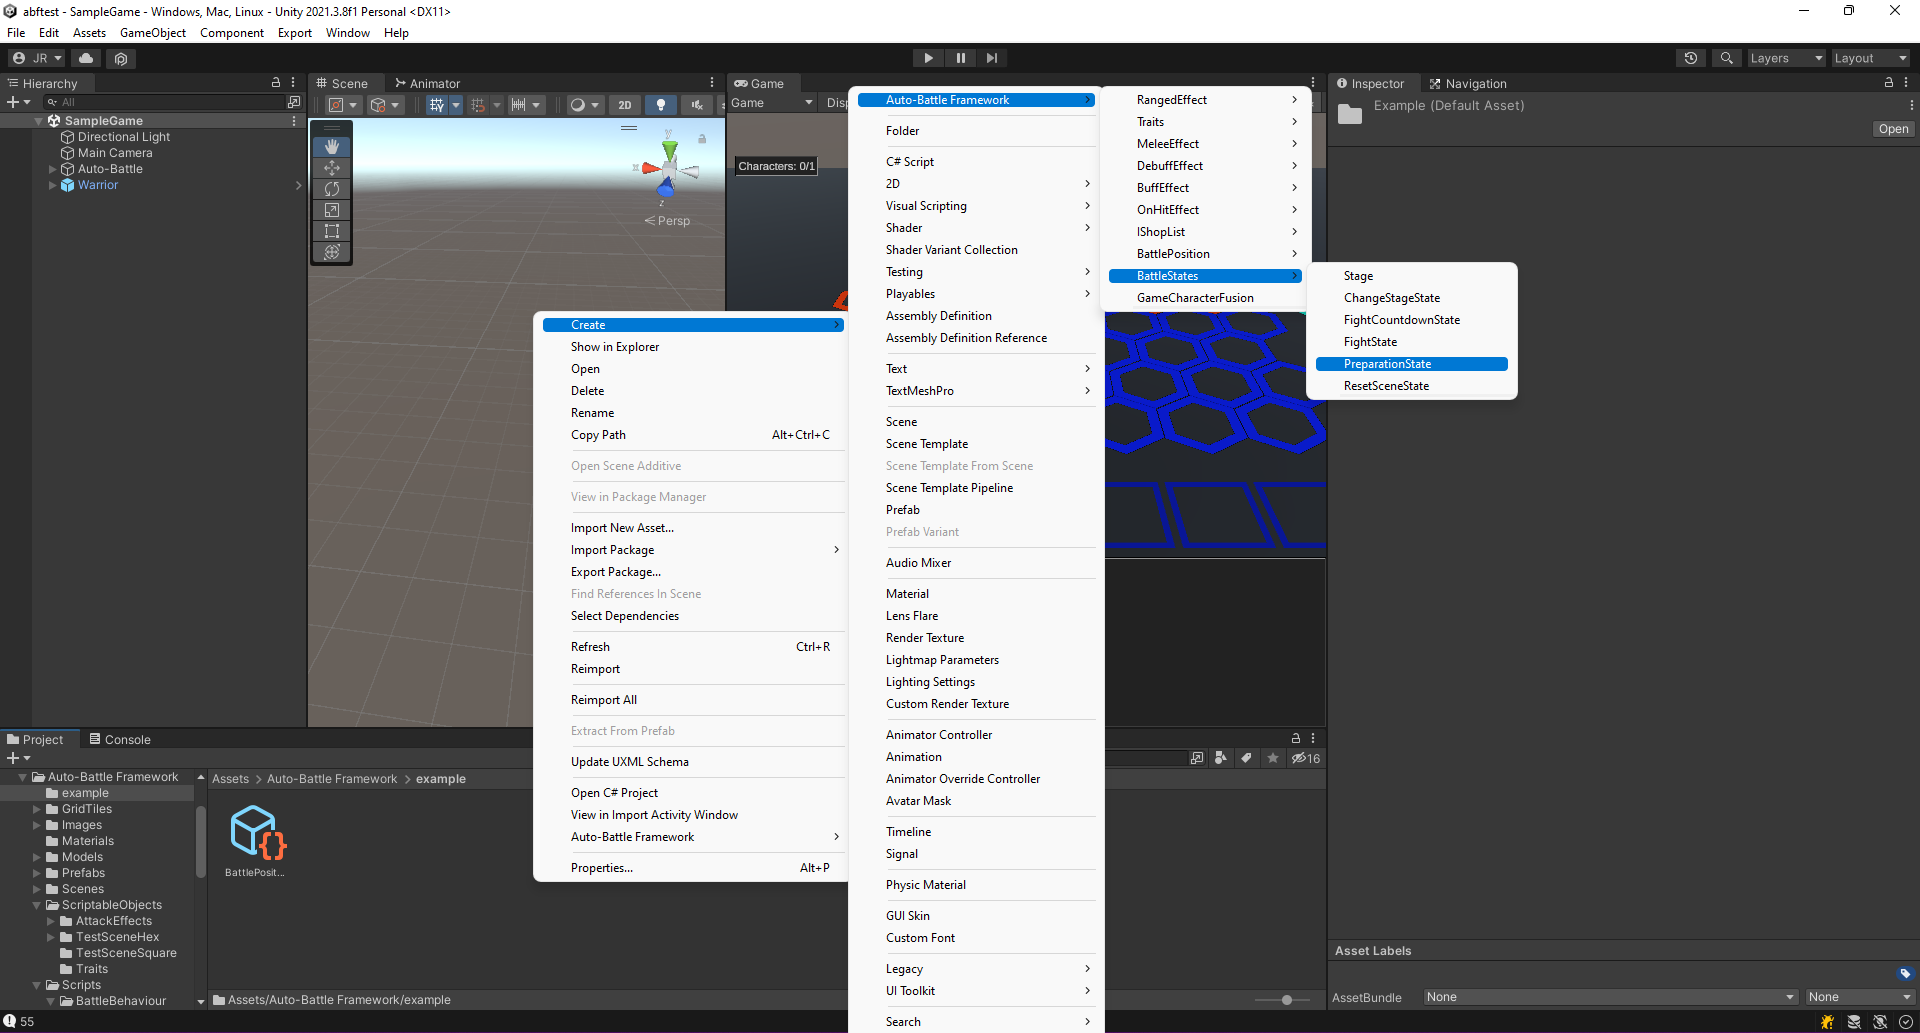 abftest - SampleGame - Windows, Mac, Linux - Unity 2021.3.8f1 Personal <DX11>
File Edit Assets GameObject Component Export Window Help
JR
Layers
Layout
Hierarchy
All
SampleGame
Directional Light
Main Camera
Auto-Battle
Warrior
Scene
Animator
2D
y
x
z
Persp
Game
Game
Disp
Characters: 0/1
Inspector
Navigation
Example (Default Asset)
Open
Create
Show in Explorer
Open
Delete
Rename
Copy Path Alt+Ctrl+C
Open Scene Additive
View in Package Manager
Import New Asset...
Import Package
Export Package...
Find References In Scene
Select Dependencies
Refresh Ctrl+R
Reimport
Reimport All
Extract From Prefab
Update UXML Schema
Open C# Project
View in Import Activity Window
Auto-Battle Framework
Properties... Alt+P
Auto-Battle Framework
Folder
C# Script
2D
Visual Scripting
Shader
Shader Variant Collection
Testing
Playables
Assembly Definition
Assembly Definition Reference
Text
TextMeshPro
Scene
Scene Template
Scene Template From Scene
Scene Template Pipeline
Prefab
Prefab Variant
Audio Mixer
Material
Lens Flare
Render Texture
Lightmap Parameters
Lighting Settings
Custom Render Texture
Animator Controller
Animation
Animator Override Controller
Avatar Mask
Timeline
Signal
Physic Material
GUI Skin
Custom Font
Legacy
UI Toolkit
Search
RangedEffect
Traits
MeleeEffect
DebuffEffect
BuffEffect
OnHitEffect
IShopList
BattlePosition
BattleStates
GameCharacterFusion
Stage
ChangeStageState
FightCountdownState
FightState
PreparationState
ResetSceneState
Project
Console
16
Auto-Battle Framework
example
GridTiles
Images
Materials
Models
Prefabs
Scenes
ScriptableObjects
AttackEffects
TestSceneHex
TestSceneSquare
Traits
Scripts
BattleBehaviour
Assets > Auto-Battle Framework > example
BattlePosit...
Assets/Auto-Battle Framework/example
Asset Labels
AssetBundle None None
55